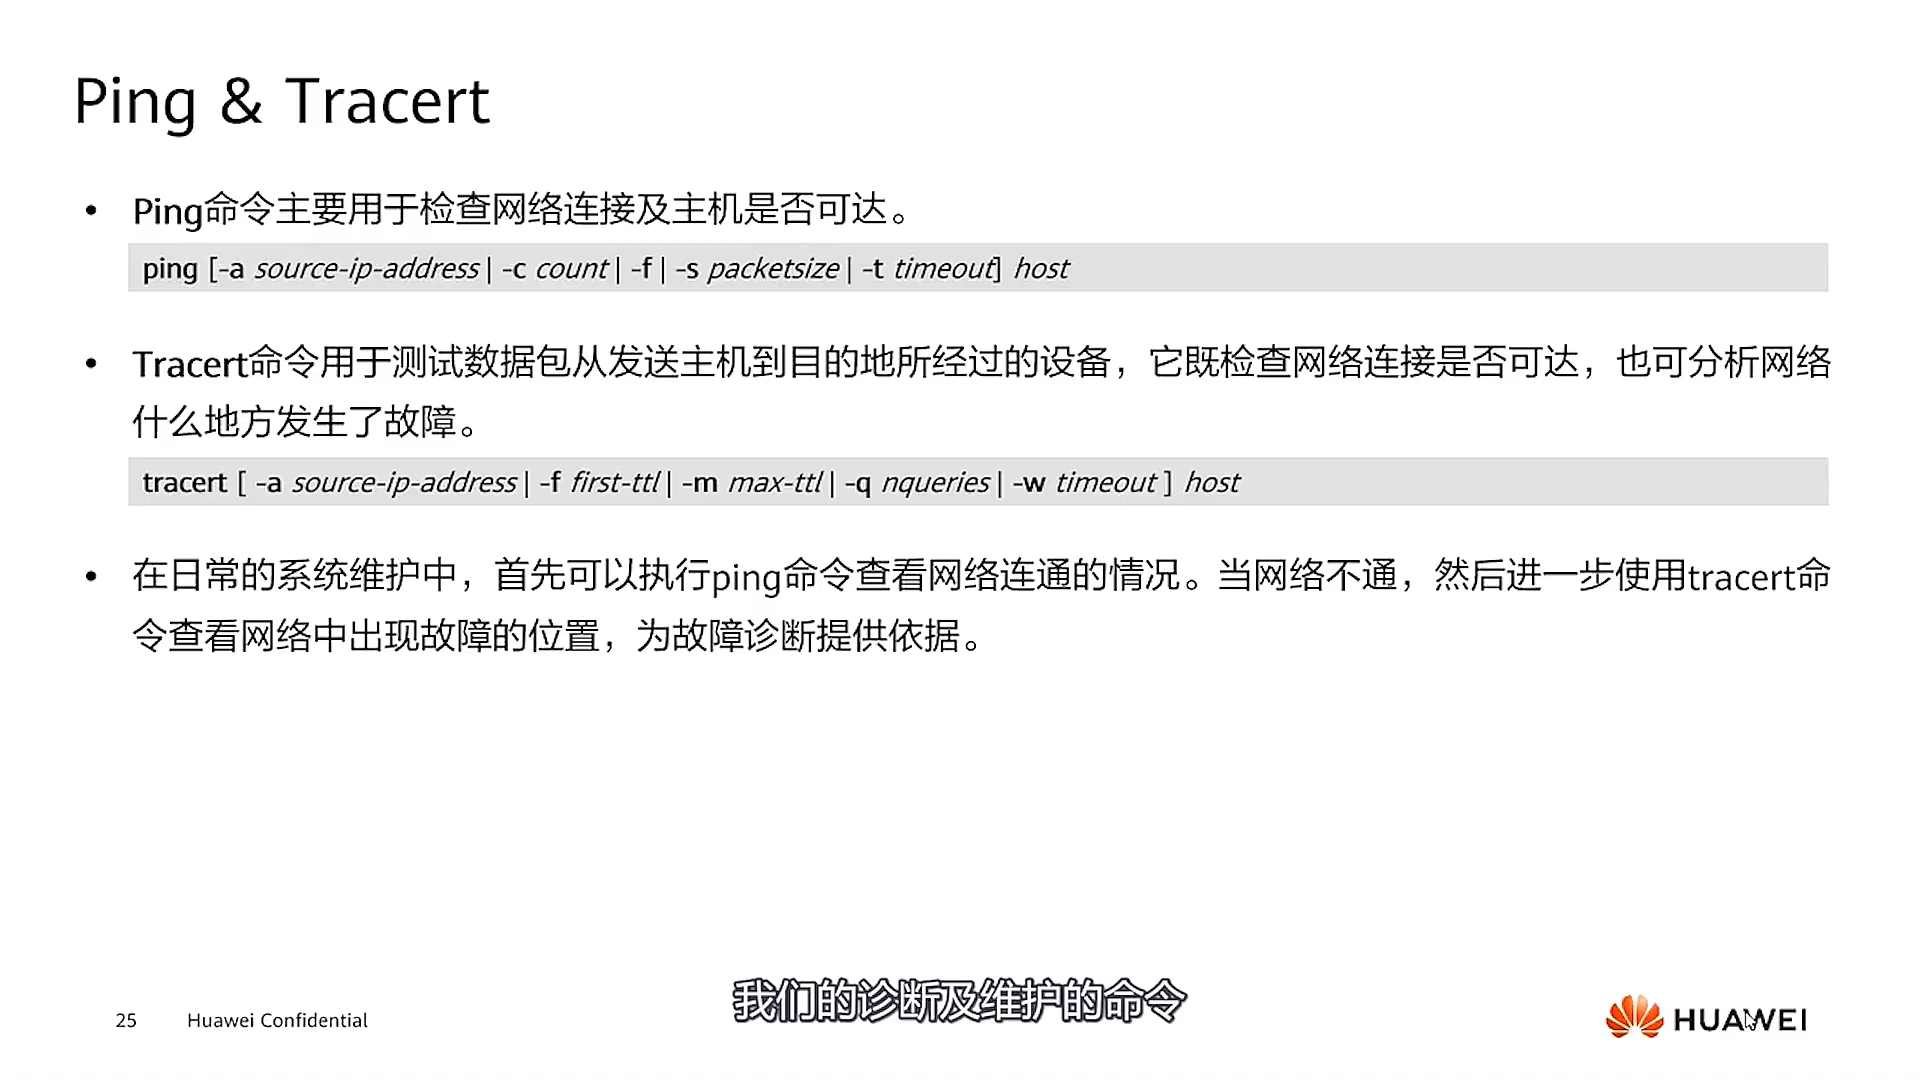 Ping & Tracert
• Ping命令主要用于检查网络连接及主机是否可达。
ping [-a source-ip-address | -c count | -f | -s packetsize | -t timeout] host
• Tracert命令用于测试数据包从发送主机到目的地所经过的设备，它既检查网络连接是否可达，也可分析网络
什么地方发生了故障。
tracert [ -a source-ip-address | -f first-ttl | -m max-ttl | -q nqueries | -w timeout ] host
• 在日常的系统维护中，首先可以执行ping命令查看网络连通的情况。当网络不通，然后进一步使用tracert命
令查看网络中出现故障的位置，为故障诊断提供依据。
我们的诊断及维护的命令
25 Huawei Confidential
HUAWEI